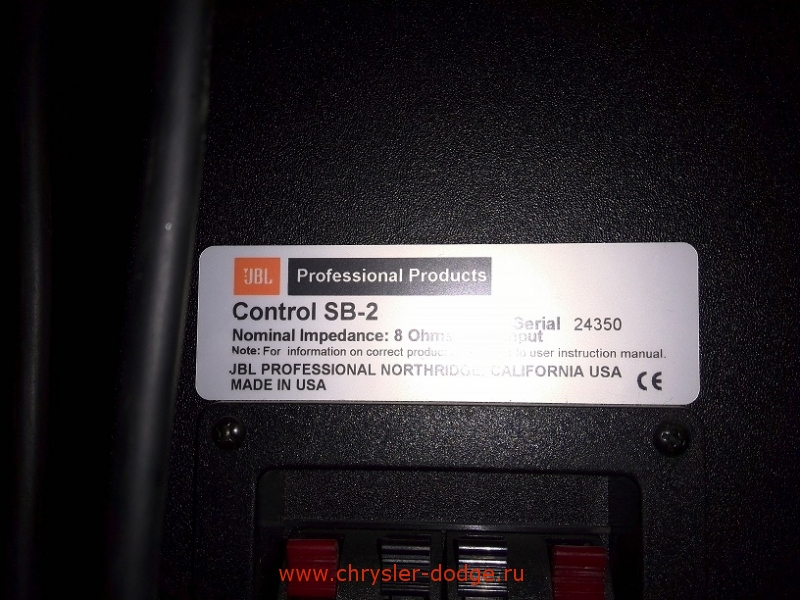 JBL Professional Products
Control SB-2
Serial 24350
Nominal Impedance: 8 Ohms
Note: For information on correct to user instruction manual.
JBL PROFESSIONAL NORTHRIDGE, CALIFORNIA USA
MADE IN USA CE
www.chrysler-dodge.ru